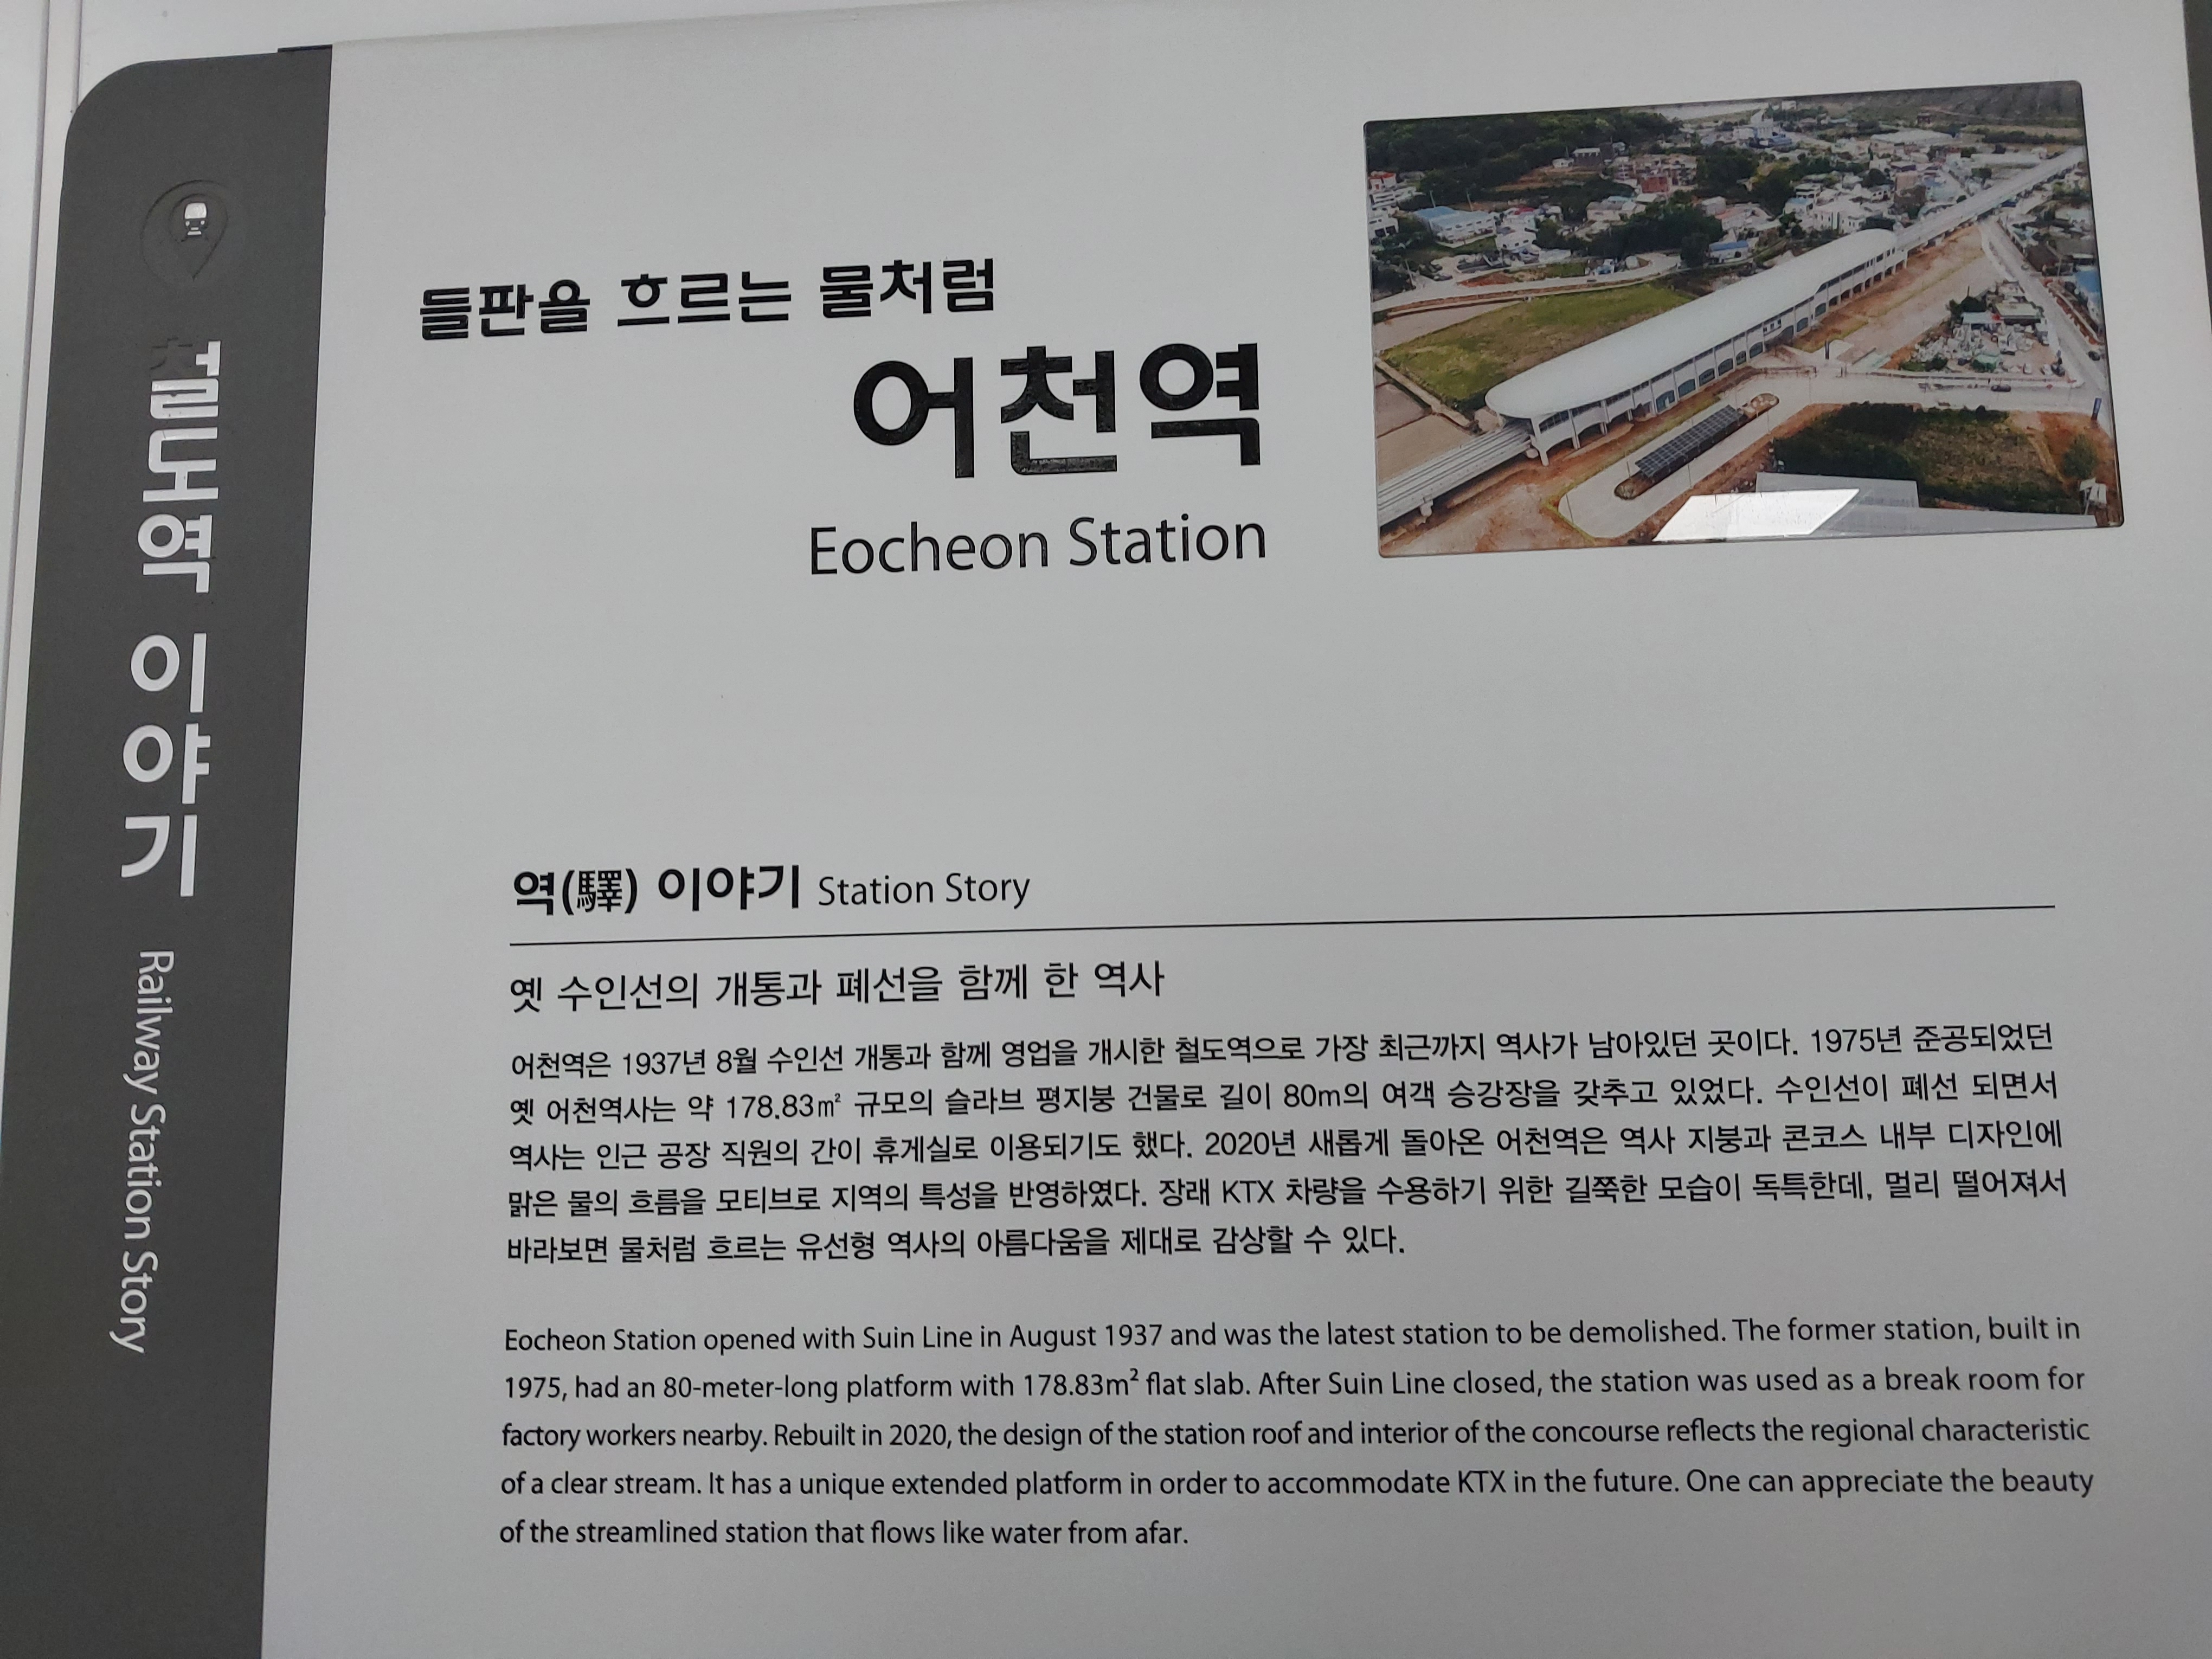 철도역 이야기 Railway Station Story
들판을 흐르는 물처럼
어천역
Eocheon Station
역(驛) 이야기 Station Story
옛 수인선의 개통과 폐선을 함께 한 역사
어천역은 1937년 8월 수인선 개통과 함께 영업을 개시한 철도역으로 가장 최근까지 역사가 남아있던 곳이다. 1975년 준공되었던
옛 어천역사는 약 178.83㎡ 규모의 슬라브 평지붕 건물로 길이 80m의 여객 승강장을 갖추고 있었다. 수인선이 폐선 되면서
역사는 인근 공장 직원의 간이 휴게실로 이용되기도 했다. 2020년 새롭게 돌아온 어천역은 역사 지붕과 콘코스 내부 디자인에
맑은 물의 흐름을 모티브로 지역의 특성을 반영하였다. 장래 KTX 차량을 수용하기 위한 길쭉한 모습이 독특한데, 멀리 떨어져서
바라보면 물처럼 흐르는 유선형 역사의 아름다움을 제대로 감상할 수 있다.
Eocheon Station opened with Suin Line in August 1937 and was the latest station to be demolished. The former station, built in
1975, had an 80-meter-long platform with 178.83m² flat slab. After Suin Line closed, the station was used as a break room for
factory workers nearby. Rebuilt in 2020, the design of the station roof and interior of the concourse reflects the regional characteristic
of a clear stream. It has a unique extended platform in order to accommodate KTX in the future. One can appreciate the beauty
of the streamlined station that flows like water from afar.